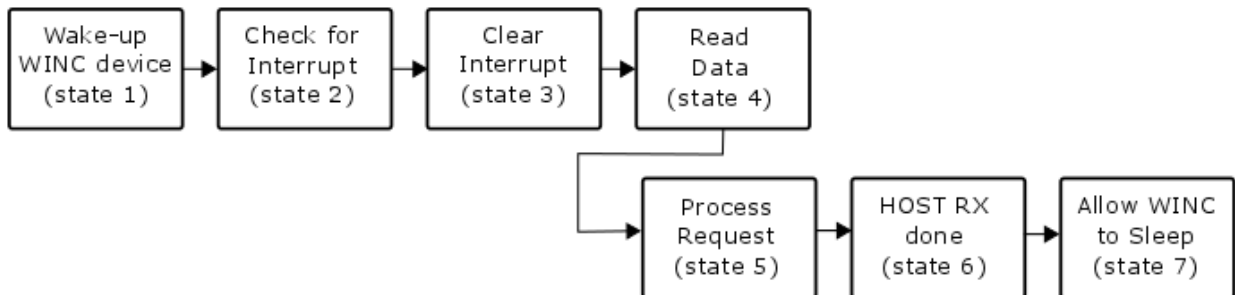 Wake-up
WINC device
(state 1)
Check for
Interrupt
(state 2)
Clear
Interrupt
(state 3)
Read
Data
(state 4)
Process
Request
(state 5)
HOST RX
done
(state 6)
Allow WINC
to Sleep
(state 7)